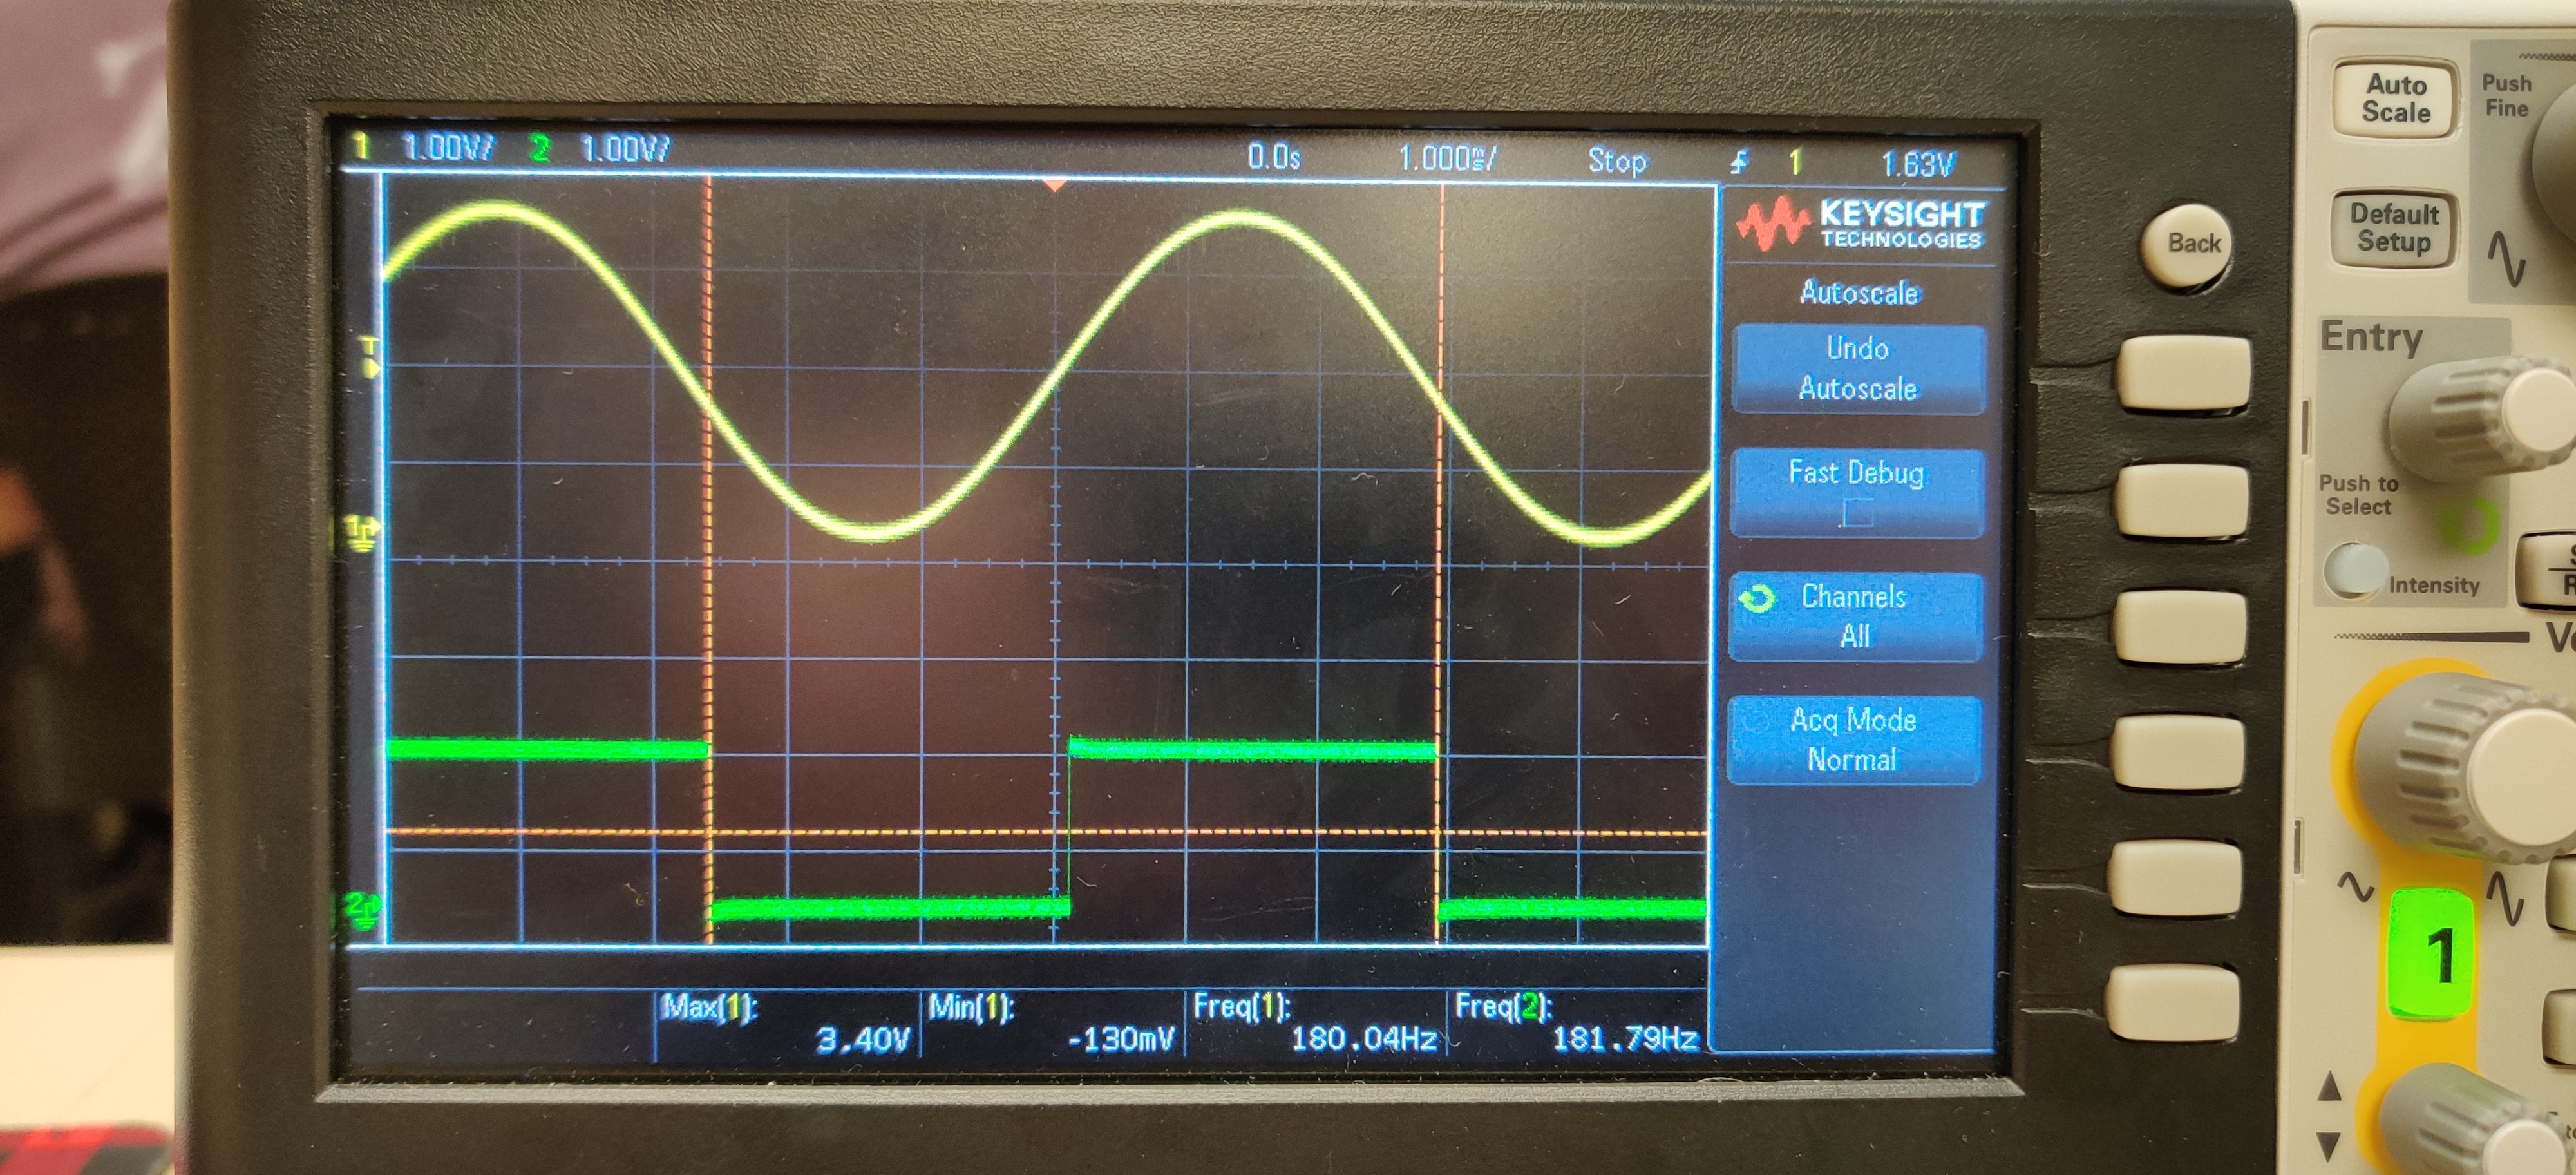 1 1.00V/ 2 1.00V/ 0.0s 1.000ms/ Stop 1 1.63V
KEYSIGHT
TECHNOLOGIES
Autoscale
Undo
Autoscale
Fast Debug
Channels
All
Acq Mode
Normal
T
1
2
Max(1):
3.40V
Min(1):
-130mV
Freq(1):
180.04Hz
Freq(2):
181.79Hz
Back
Auto
Scale
Default
Setup
Push
Fine
Entry
Push to
Select
Intensity
1